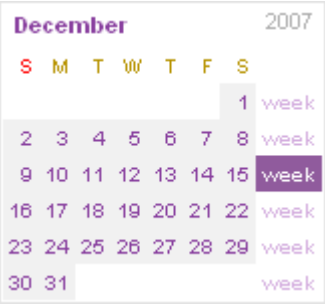 December 2007
S M T W T F S
1 week
2 3 4 5 6 7 8 week
9 10 11 12 13 14 15 week
16 17 18 19 20 21 22 week
23 24 25 26 27 28 29 week
30 31 week